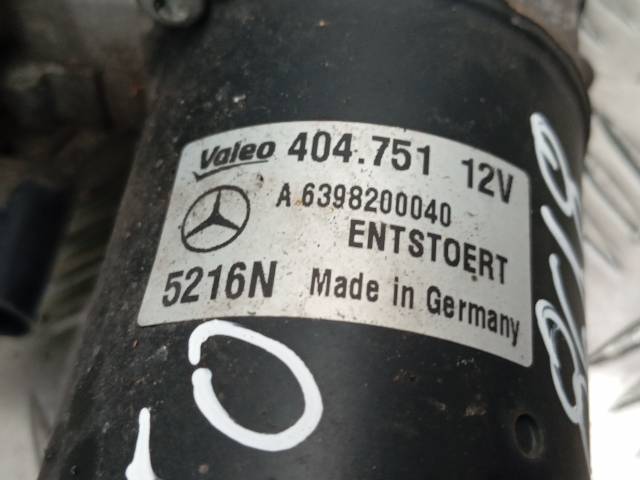 Valeo 404.751 12V
A 6398200040
ENTSTOERT
5216N Made in Germany